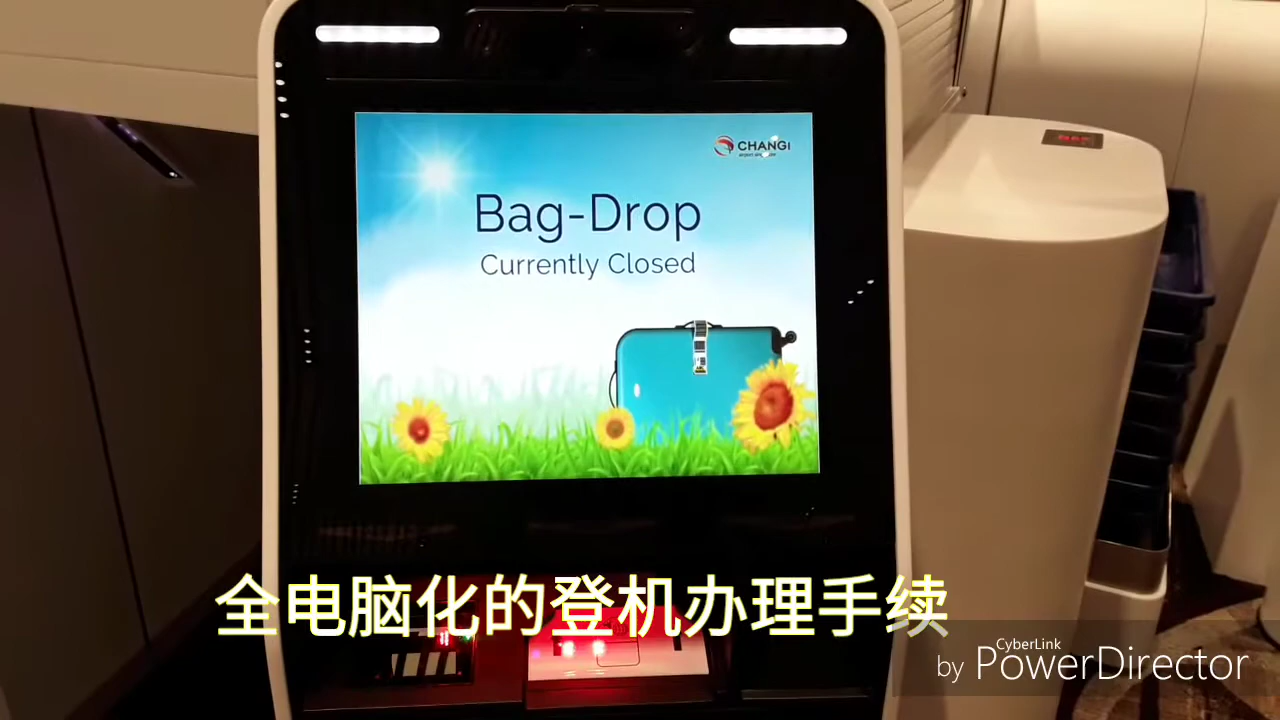 CHANGI
Bag-Drop
Currently Closed
全电脑化的登机办理手续
CyberLink
by PowerDirector